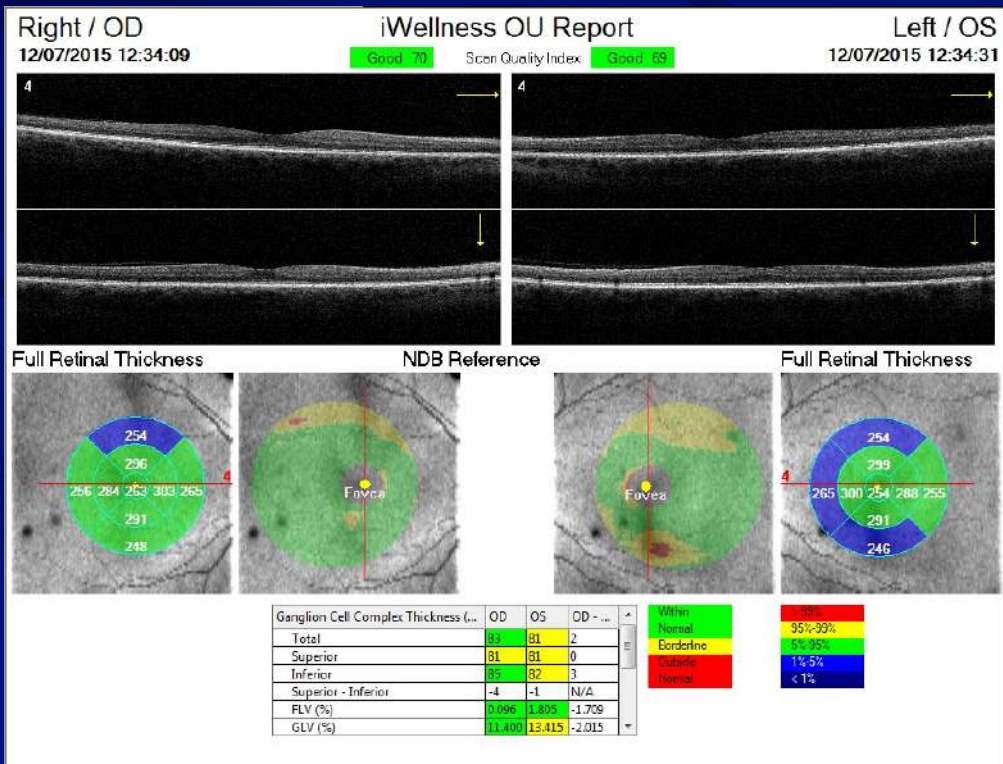 Right / OD iWellness OU Report Left / OS
12/07/2015 12:34:09 Good 70 Scan Quality Index Good 69 12/07/2015 12:34:31
4 4
Full Retinal Thickness NDB Reference Full Retinal Thickness
254 254
296 299
4 4
256 284 263 303 265 Fovea Fovea 265 300 254 288 255
291 291
248 246
Ganglion Cell Complex Thickness (... OD OS OD - ...
Total 83 81 2
Superior 81 81 0
Inferior 85 82 3
Superior - Inferior -4 -1 N/A
FLV (%) 0.096 1.805 -1.709
GLV (%) 11.400 13.415 -2.015
Within
Normal
Borderline
Outside
Normal
>99%
95%-99%
5%-95%
1%-5%
< 1%